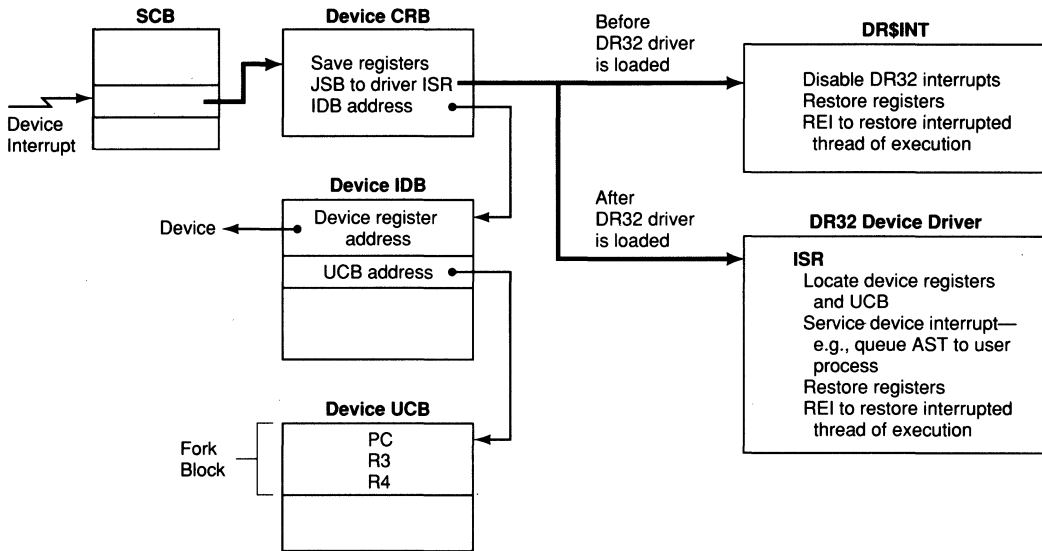 SCB
Device
Interrupt
Device CRB
Save registers
JSB to driver ISR
IDB address
Before
DR32 driver
is loaded
DR$INT
Disable DR32 interrupts
Restore registers
REI to restore interrupted
thread of execution
Device IDB
Device
Device register
address
UCB address
After
DR32 driver
is loaded
DR32 Device Driver
ISR
Locate device registers
and UCB
Service device interrupt—
e.g., queue AST to user
process
Restore registers
REI to restore interrupted
thread of execution
Device UCB
Fork
Block
PC
R3
R4